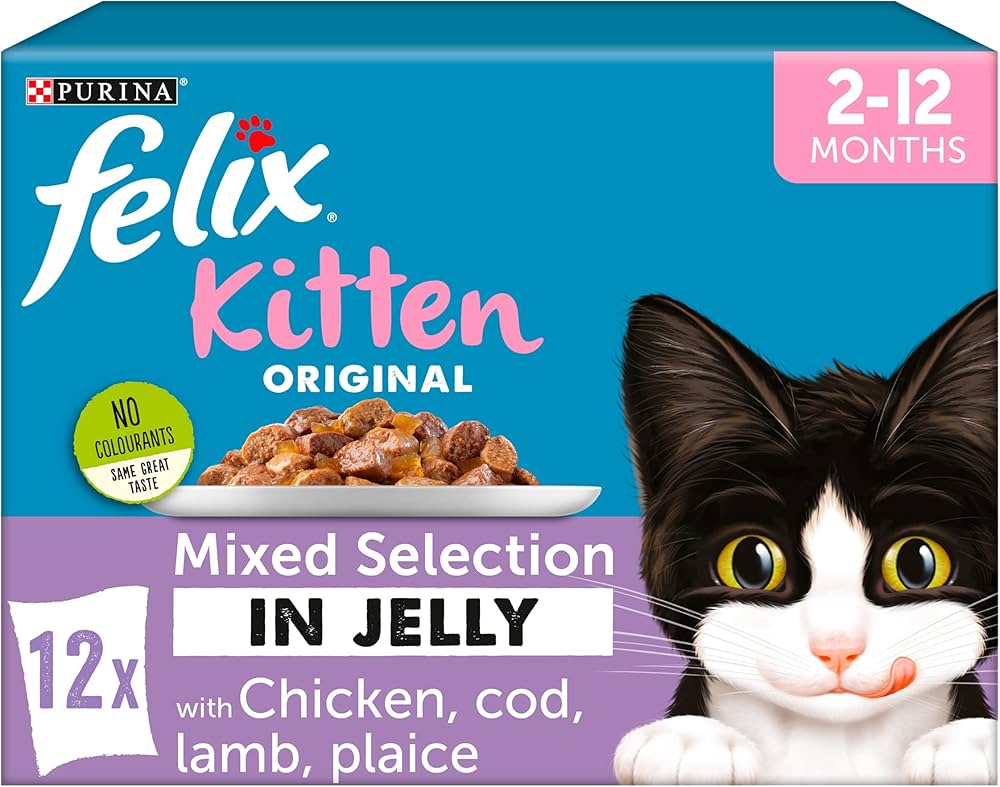 PURINA®
felix®
Kitten
ORIGINAL
2-12
MONTHS
NO
COLOURANTS
SAME GREAT
TASTE
Mixed Selection
IN JELLY
12x
with Chicken, cod,
lamb, plaice